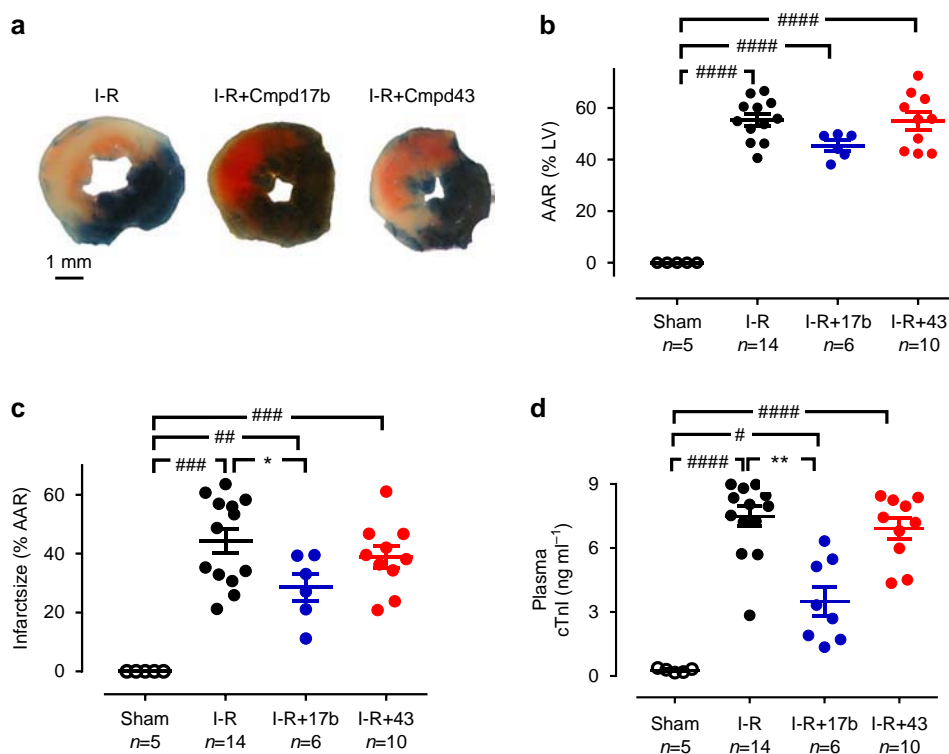 a
I-R
I-R+Cmpd17b
I-R+Cmpd43
1 mm
b
####
####
####
AAR (% LV)
60
40
20
0
Sham
I-R
I-R+17b
I-R+43
n=5
n=14
n=6
n=10
c
###
##
###
*
Infarctsize (% AAR)
60
40
20
0
Sham
I-R
I-R+17b
I-R+43
n=5
n=14
n=6
n=10
d
####
#
####
**
Plasma
cTnI (ng ml⁻¹)
9
6
3
0
Sham
I-R
I-R+17b
I-R+43
n=5
n=14
n=6
n=10